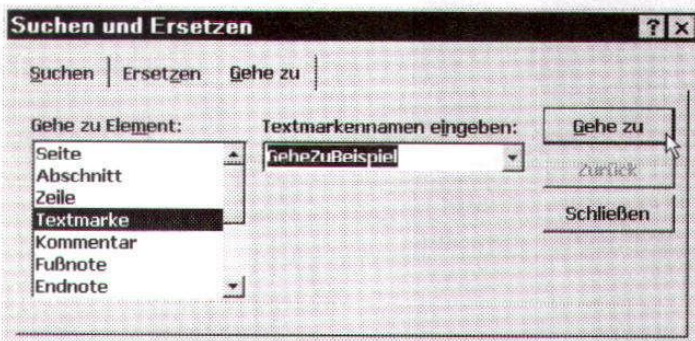 Suchen und Ersetzen ? X
Suchen Ersetzen Gehe zu
Gehe zu Element:
Seite
Abschnitt
Zeile
Textmarke
Kommentar
Fußnote
Endnote
Textmarkennamen eingeben:
GeheZuBeispiel
Gehe zu
Zurück
Schließen